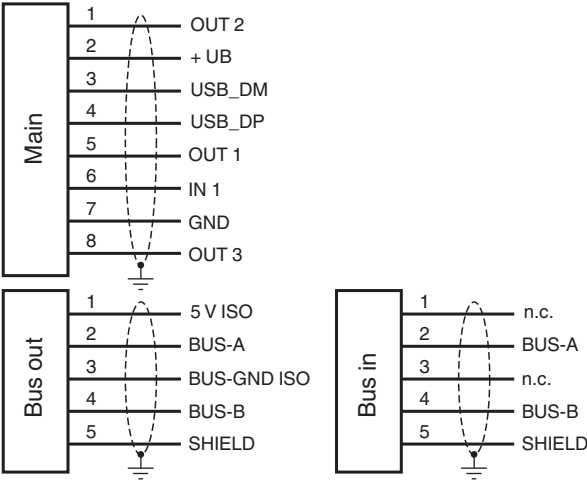 Main
1 OUT 2
2 + UB
3 USB_DM
4 USB_DP
5 OUT 1
6 IN 1
7 GND
8 OUT 3
Bus out
1 5 V ISO
2 BUS-A
3 BUS-GND ISO
4 BUS-B
5 SHIELD
Bus in
1 n.c.
2 BUS-A
3 n.c.
4 BUS-B
5 SHIELD